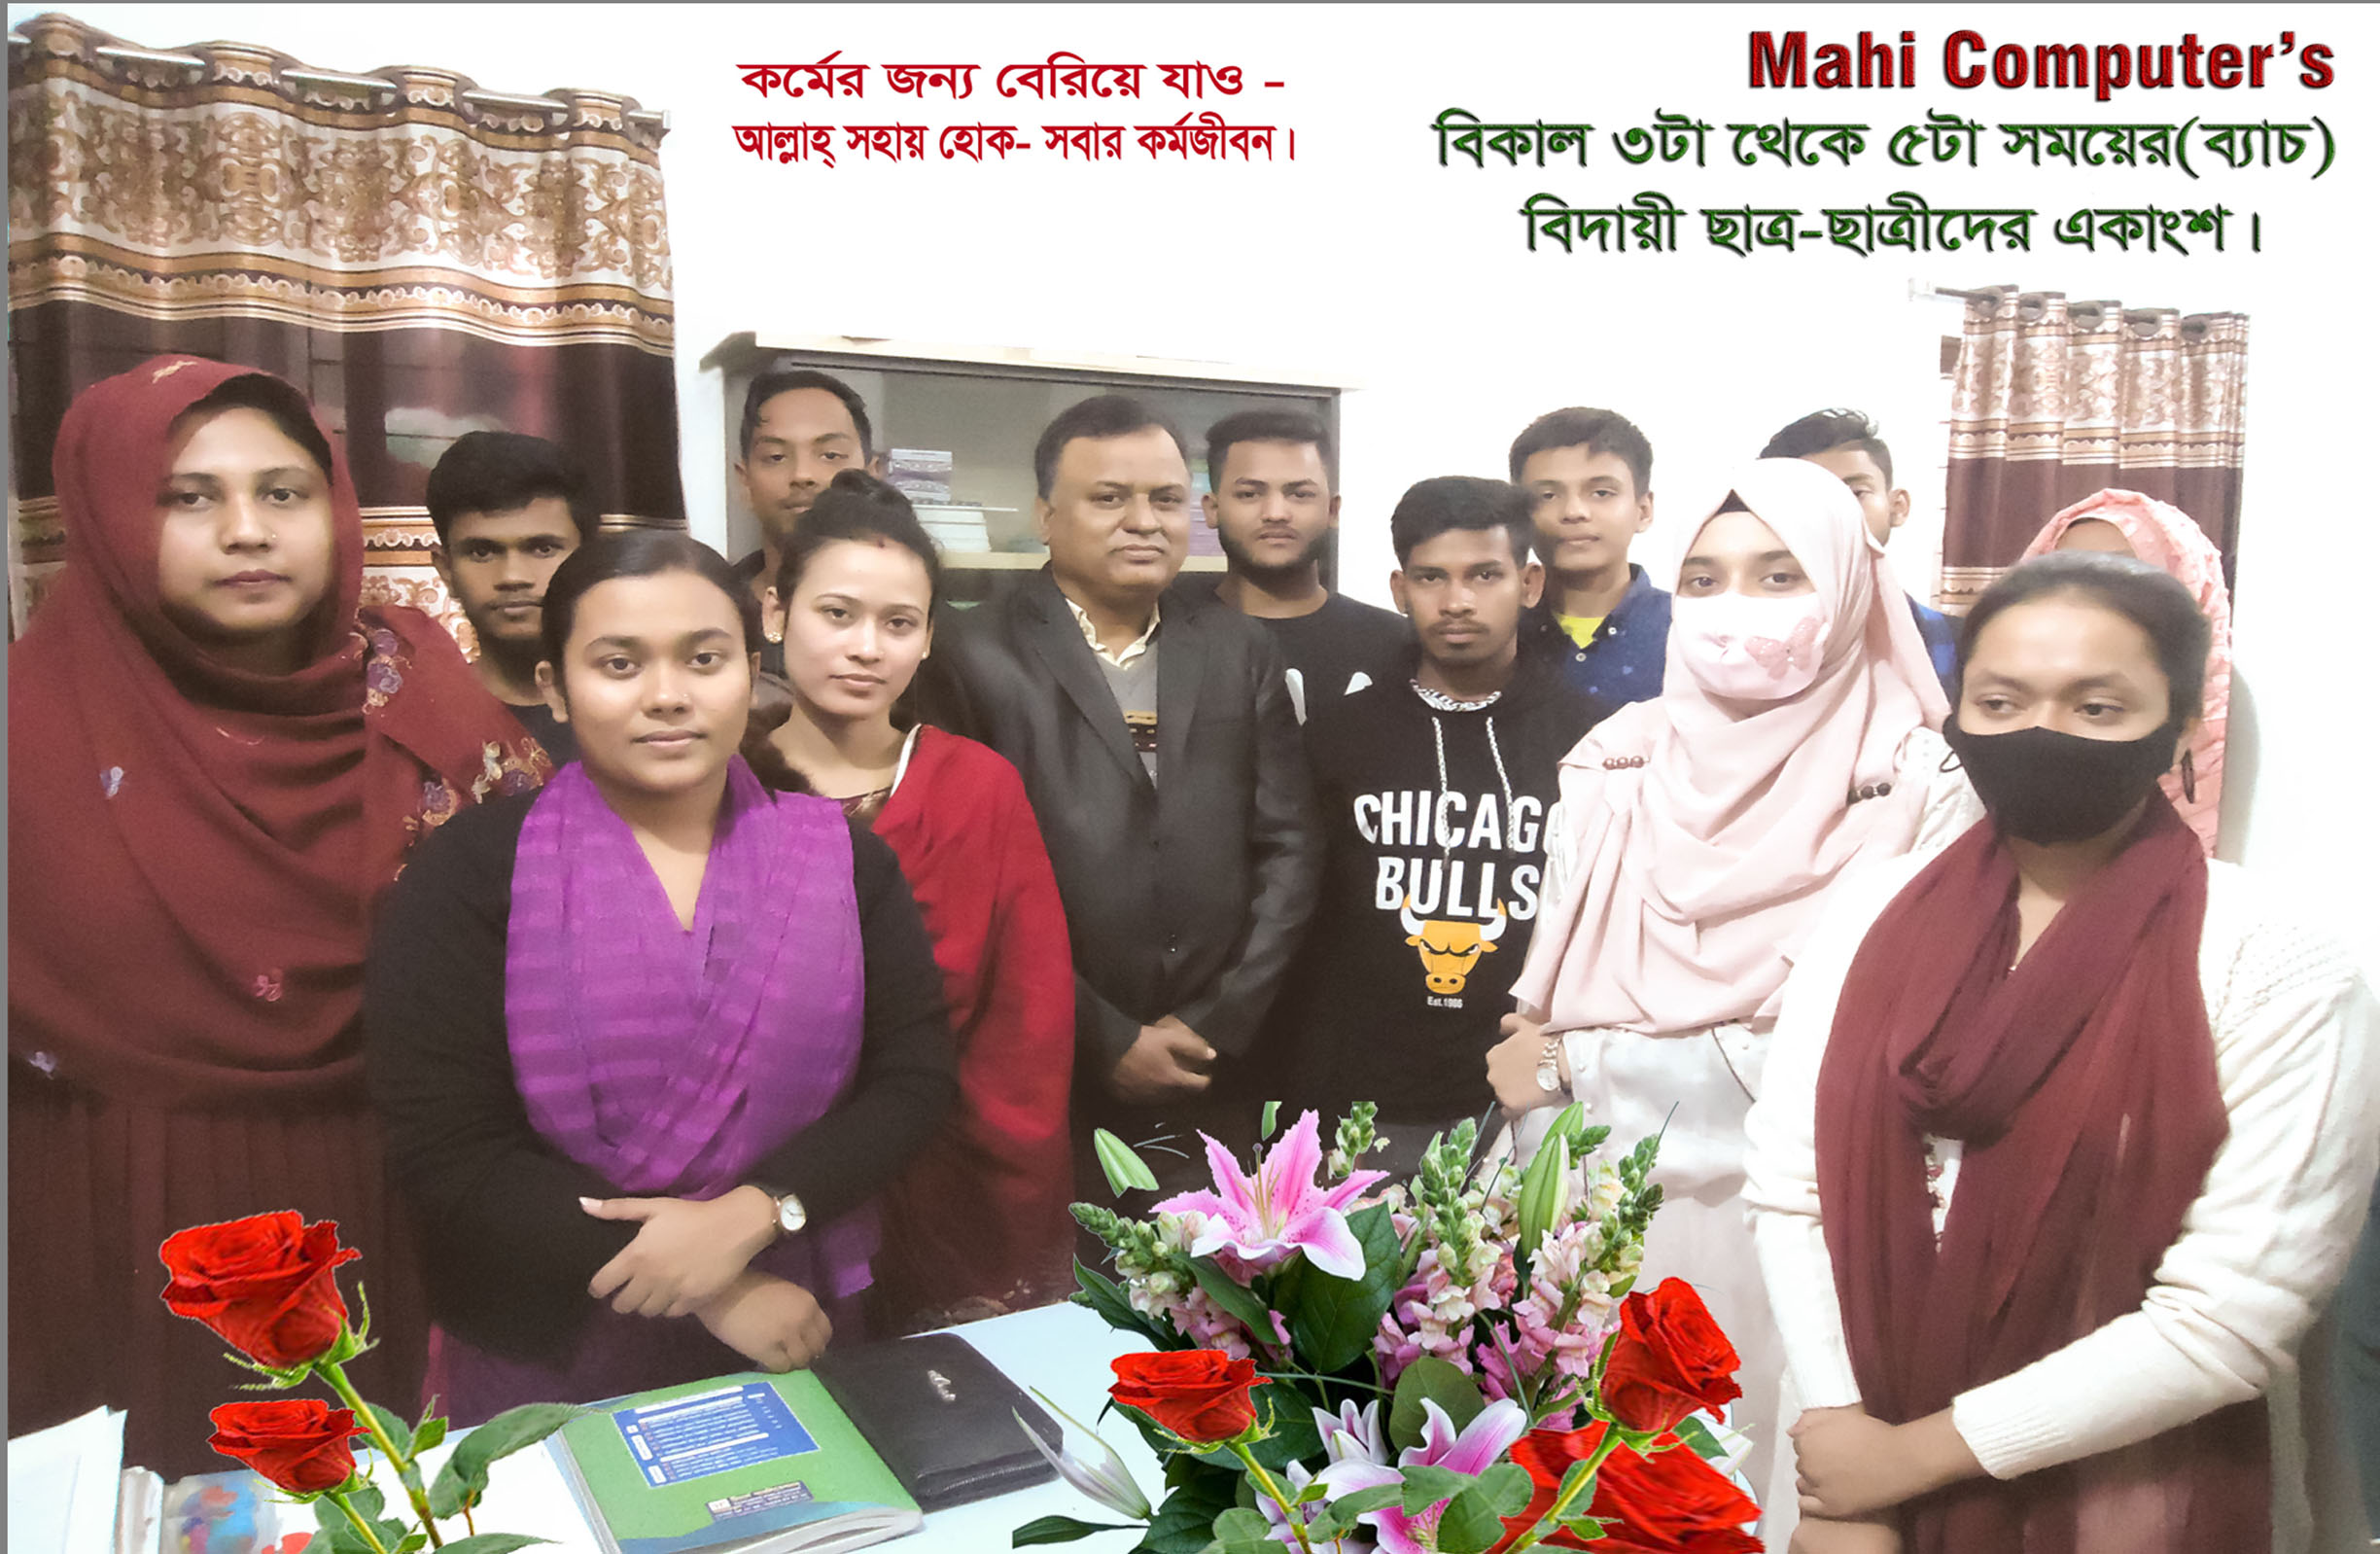 কর্মের জন্য বেরিয়ে যাও -
আল্লাহ্ সহায় হোক- সবার কর্মজীবন।
Mahi Computer's
বিকাল ৩টা থেকে ৫টা সময়ের(ব্যাচ)
বিদায়ী ছাত্র-ছাত্রীদের একাংশ।
CHICAGO
BULLS
Est.1966